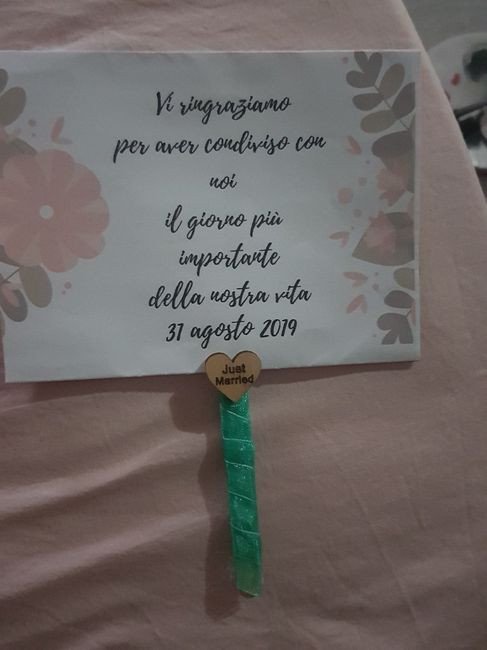 Vi ringraziamo
per aver condiviso con
noi
il giorno più
importante
della nostra vita
31 agosto 2019
Just
Married